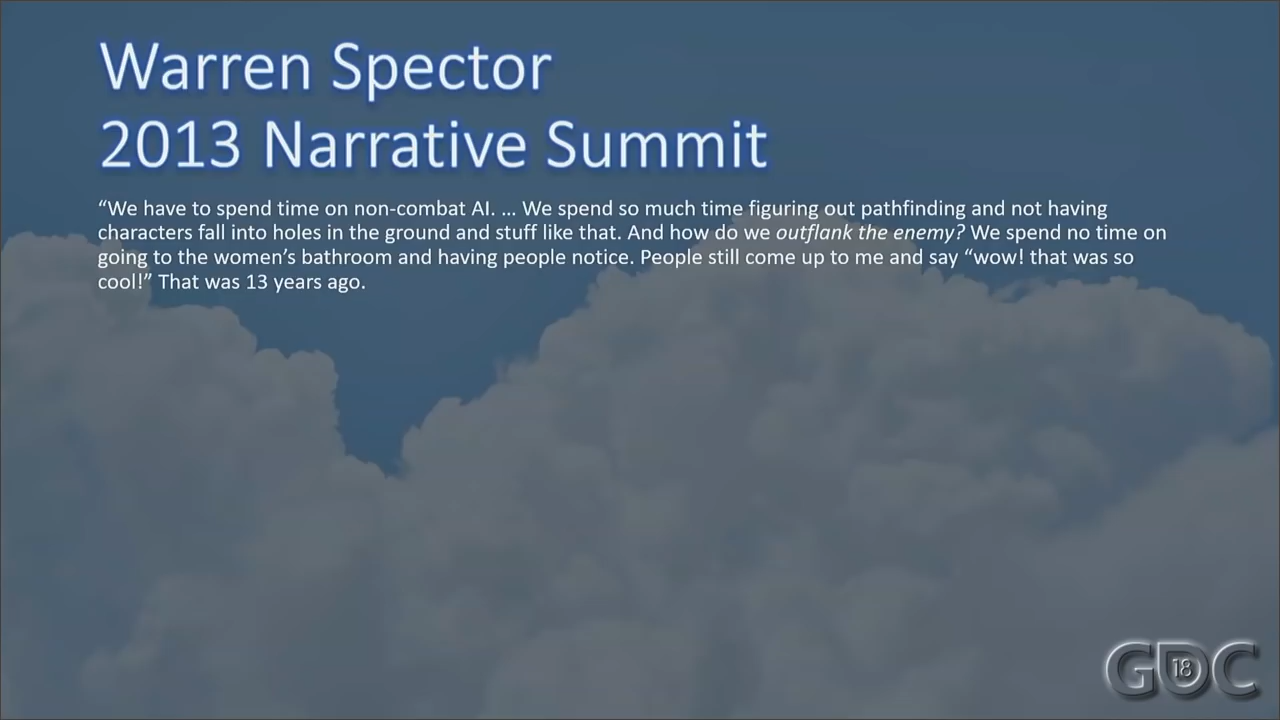 Warren Spector
2013 Narrative Summit
“We have to spend time on non-combat AI. … We spend so much time figuring out pathfinding and not having
characters fall into holes in the ground and stuff like that. And how do we outflank the enemy? We spend no time on
going to the women’s bathroom and having people notice. People still come up to me and say “wow! that was so
cool!” That was 13 years ago.
GDC
18